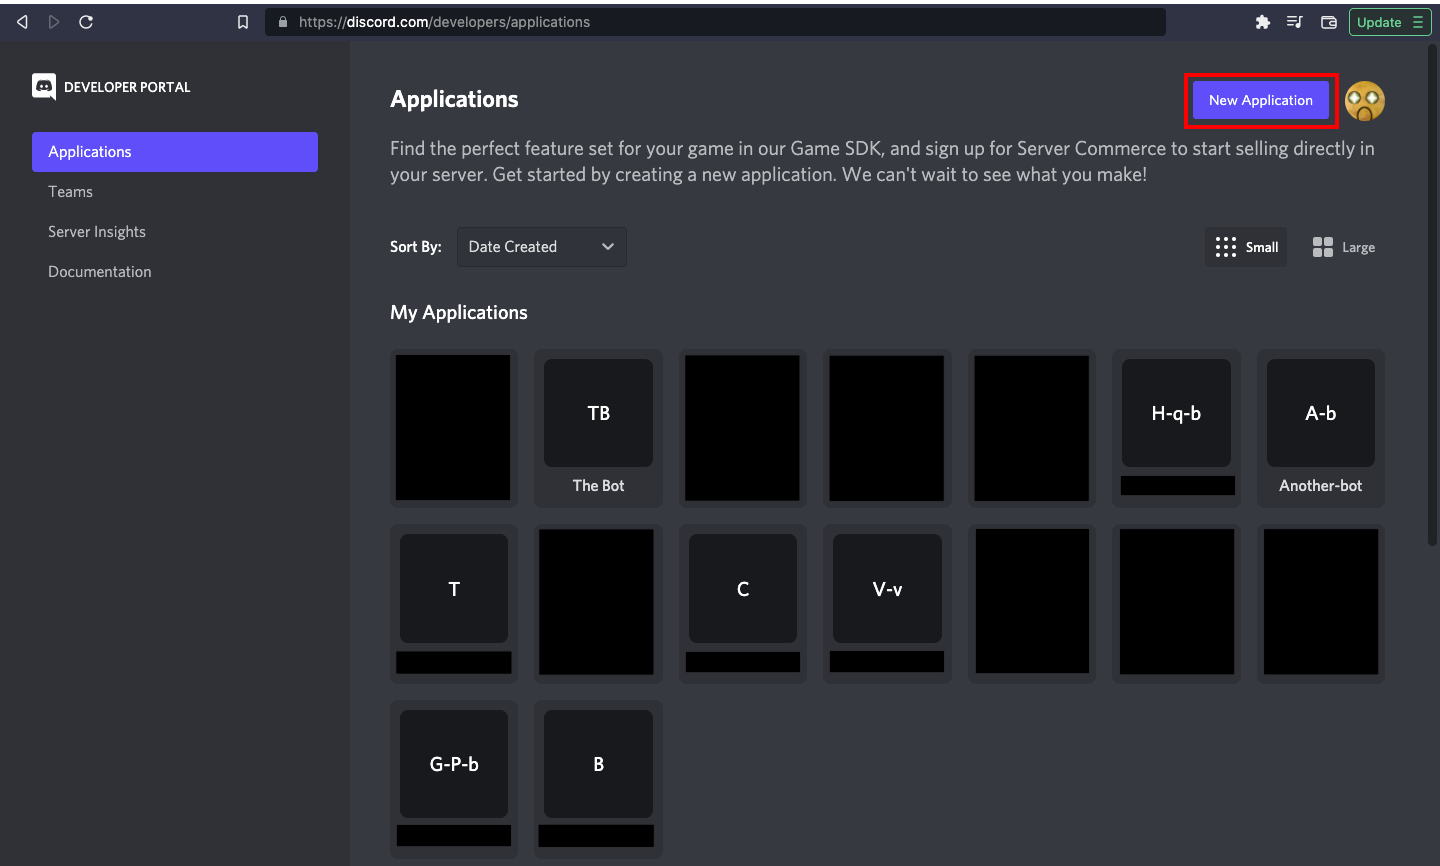 https://discord.com/developers/applications
Update
DEVELOPER PORTAL
Applications
Teams
Server Insights
Documentation
Applications
New Application
Find the perfect feature set for your game in our Game SDK, and sign up for Server Commerce to start selling directly in
your server. Get started by creating a new application. We can't wait to see what you make!
Sort By: Date Created
Small Large
My Applications
TB H-q-b A-b
The Bot Another-bot
T C V-v
G-P-b B